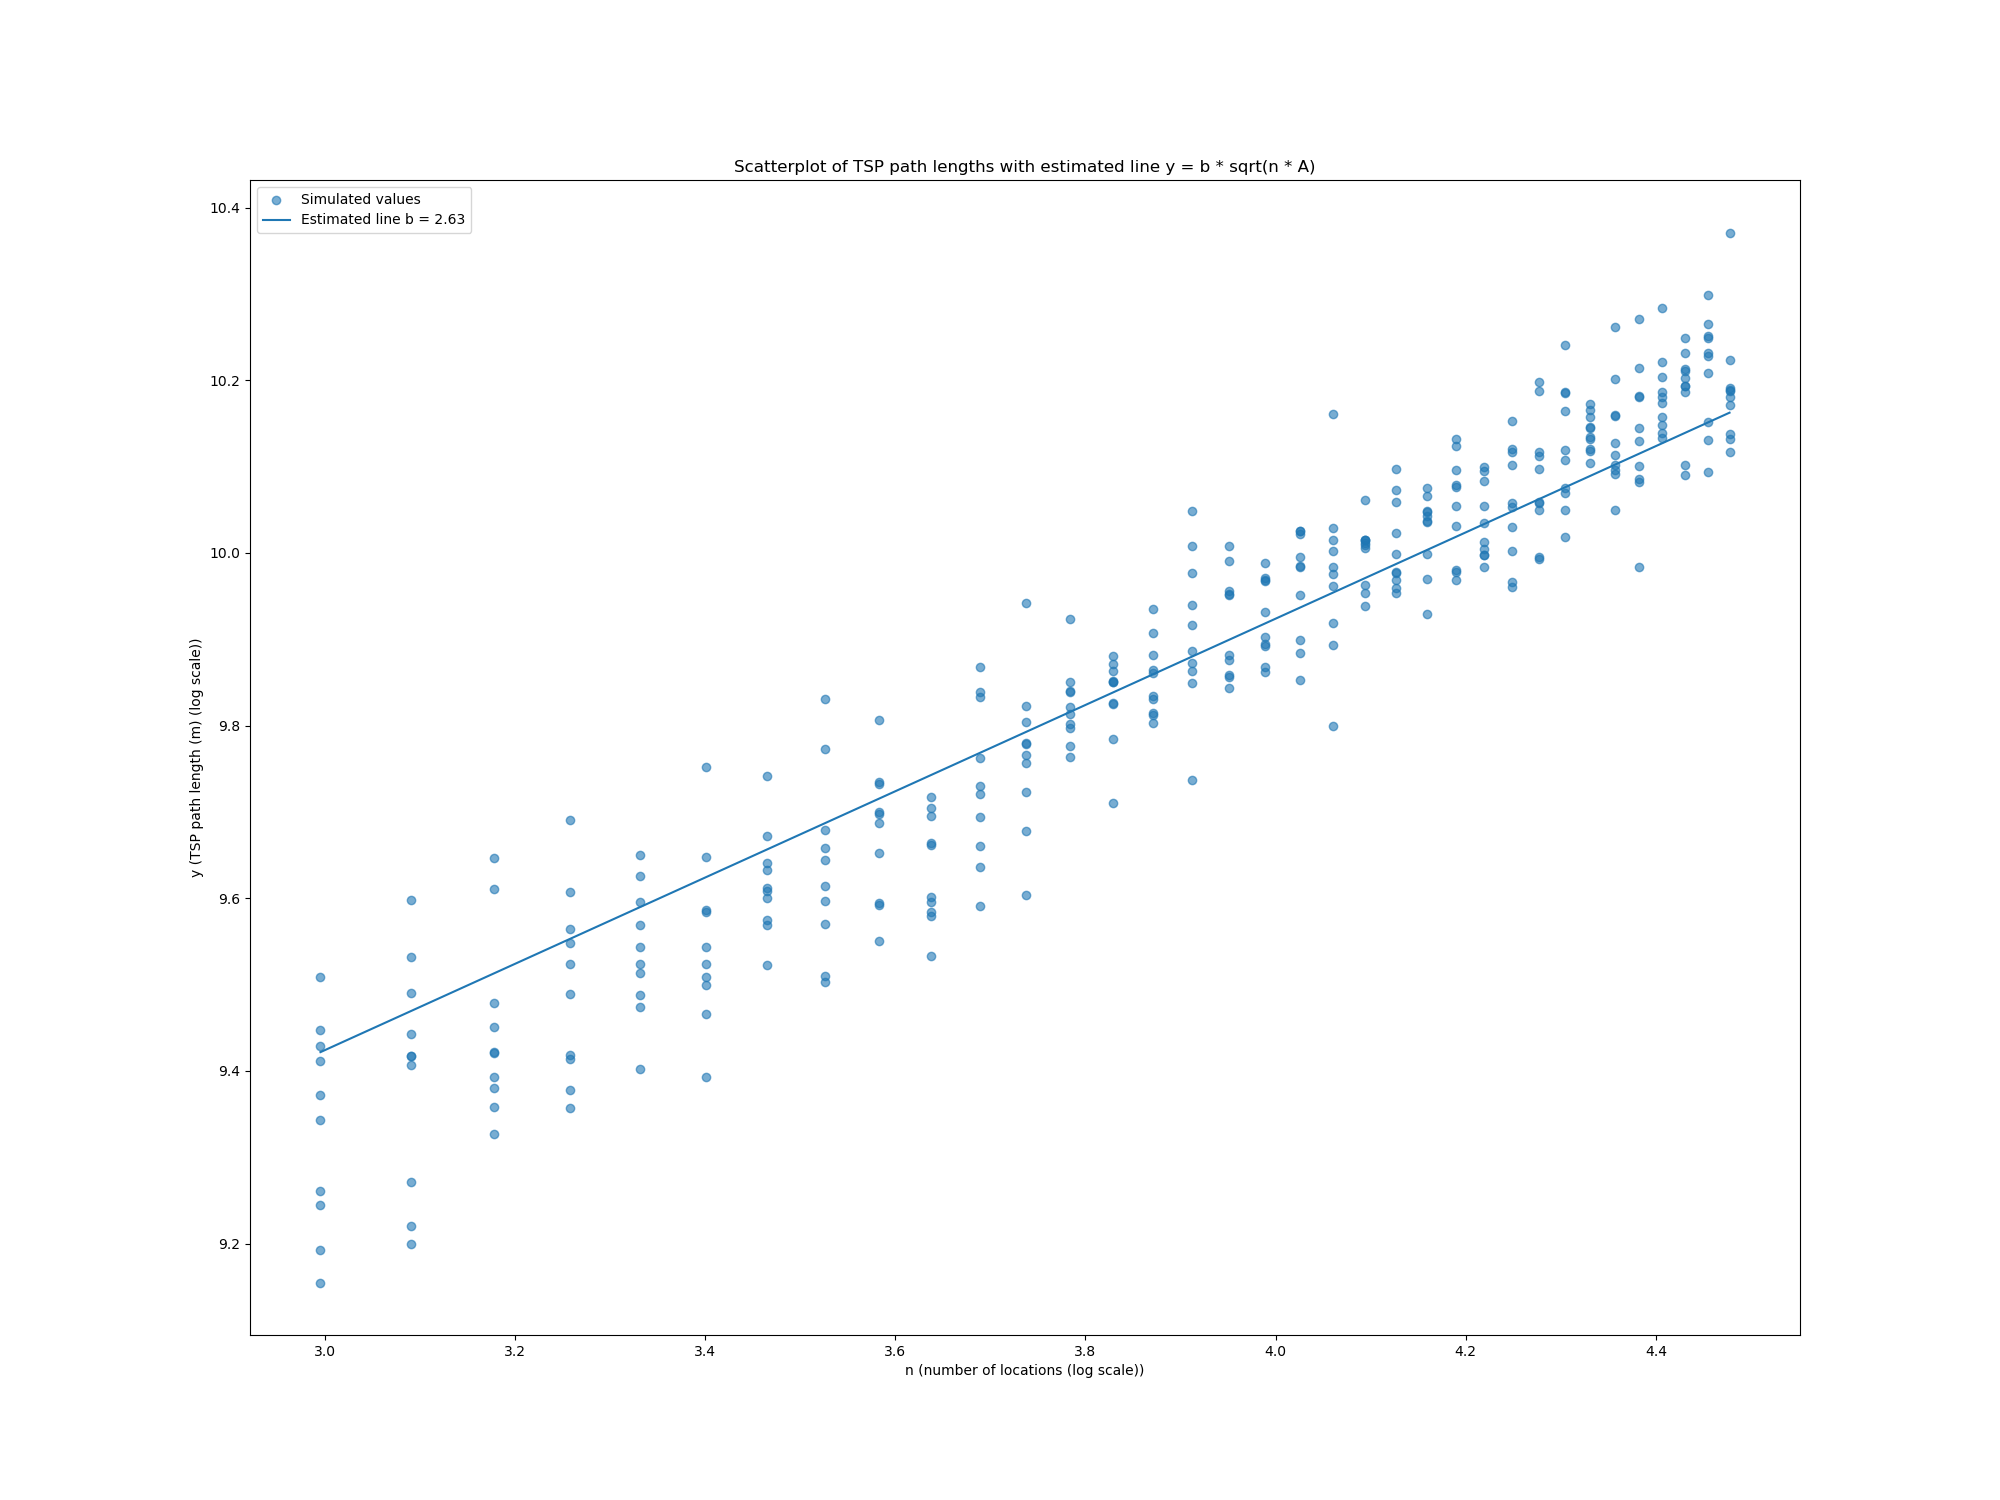 Scatterplot of TSP path lengths with estimated line y = b * sqrt(n * A)
Simulated values
Estimated line b = 2.63
10.4
10.2
10.0
9.8
9.6
9.4
9.2
y (TSP path length (m) (log scale))
3.0 3.2 3.4 3.6 3.8 4.0 4.2 4.4
n (number of locations (log scale))